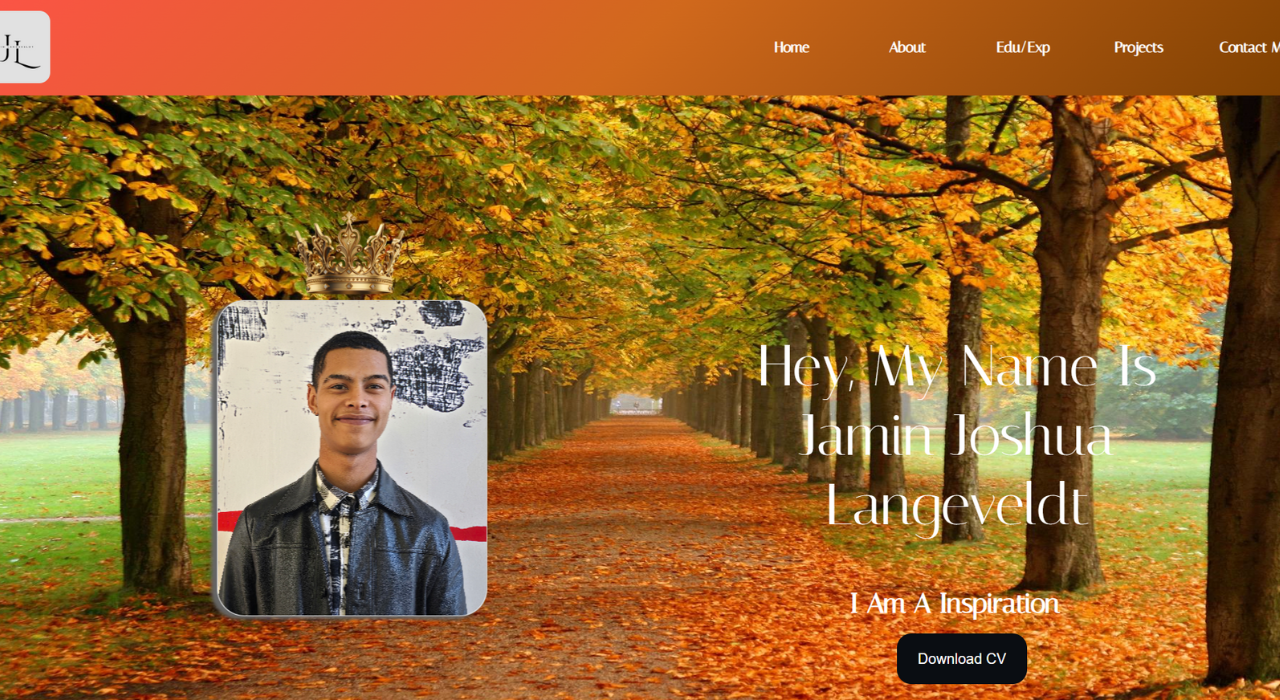 JL
Home About Edu/Exp Projects Contact M
Hey, My Name Is
Jamin Joshua
Langeveldt
I Am A Inspiration
Download CV